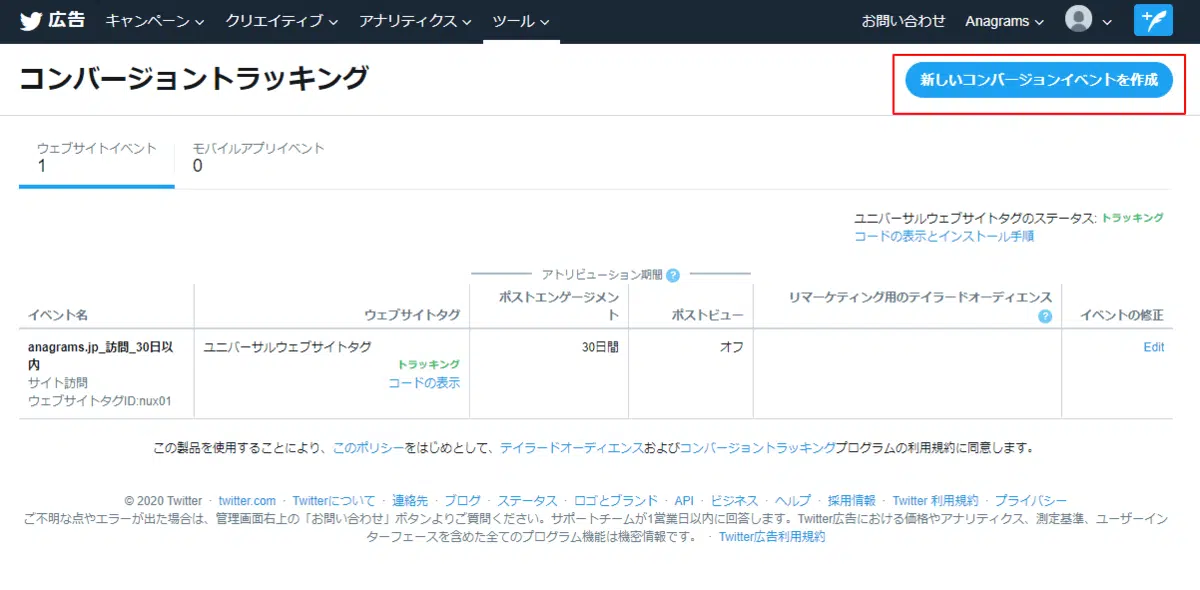 広告 キャンペーン クリエイティブ アナリティクス ツール お問い合わせ Anagrams
コンバージョントラッキング
新しいコンバージョンイベントを作成
ウェブサイトイベント
1
モバイルアプリイベント
0
ユニバーサルウェブサイトタグのステータス: トラッキング
コードの表示とインストール手順
アトリビューション期間 ?
イベント名
ウェブサイトタグ
ポストエンゲージメン
ト
ポストビュー
リマーケティング用のテイラードオーディエンス
?
イベントの修正
anagrams.jp_訪問_30日以
内
サイト訪問
ウェブサイトタグID:nux01
ユニバーサルウェブサイトタグ
トラッキング
コードの表示
30日間
オフ
Edit
この製品を使用することにより、このポリシーをはじめとして、テイラードオーディエンスおよびコンバージョントラッキングプログラムの利用規約に同意します。
© 2020 Twitter · twitter.com · Twitterについて · 連絡先 · ブログ · ステータス · ロゴとブランド · API · ビジネス · ヘルプ · 採用情報 · Twitter 利用規約 · プライバシー
ご不明な点やエラーが出た場合は、管理画面右上の「お問い合わせ」ボタンよりご質問ください。サポートチームが1営業日以内に回答します。Twitter広告における価格やアナリティクス、測定基準、ユーザーイン
ターフェースを含めた全てのプログラム機能は機密情報です。 · Twitter広告利用規約